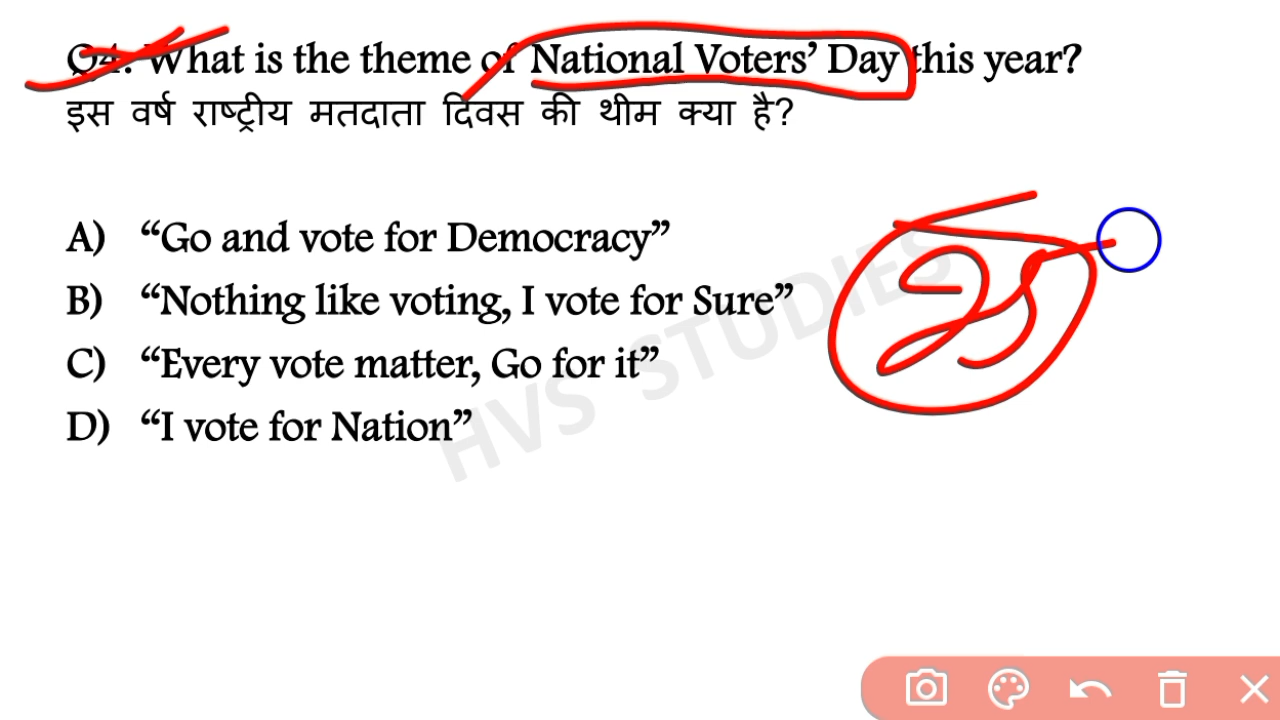 Q4. What is the theme of National Voters’ Day this year?
इस वर्ष राष्ट्रीय मतदाता दिवस की थीम क्या है?
A) “Go and vote for Democracy”
B) “Nothing like voting, I vote for Sure”
C) “Every vote matter, Go for it”
D) “I vote for Nation”
25
HVS STUDIES